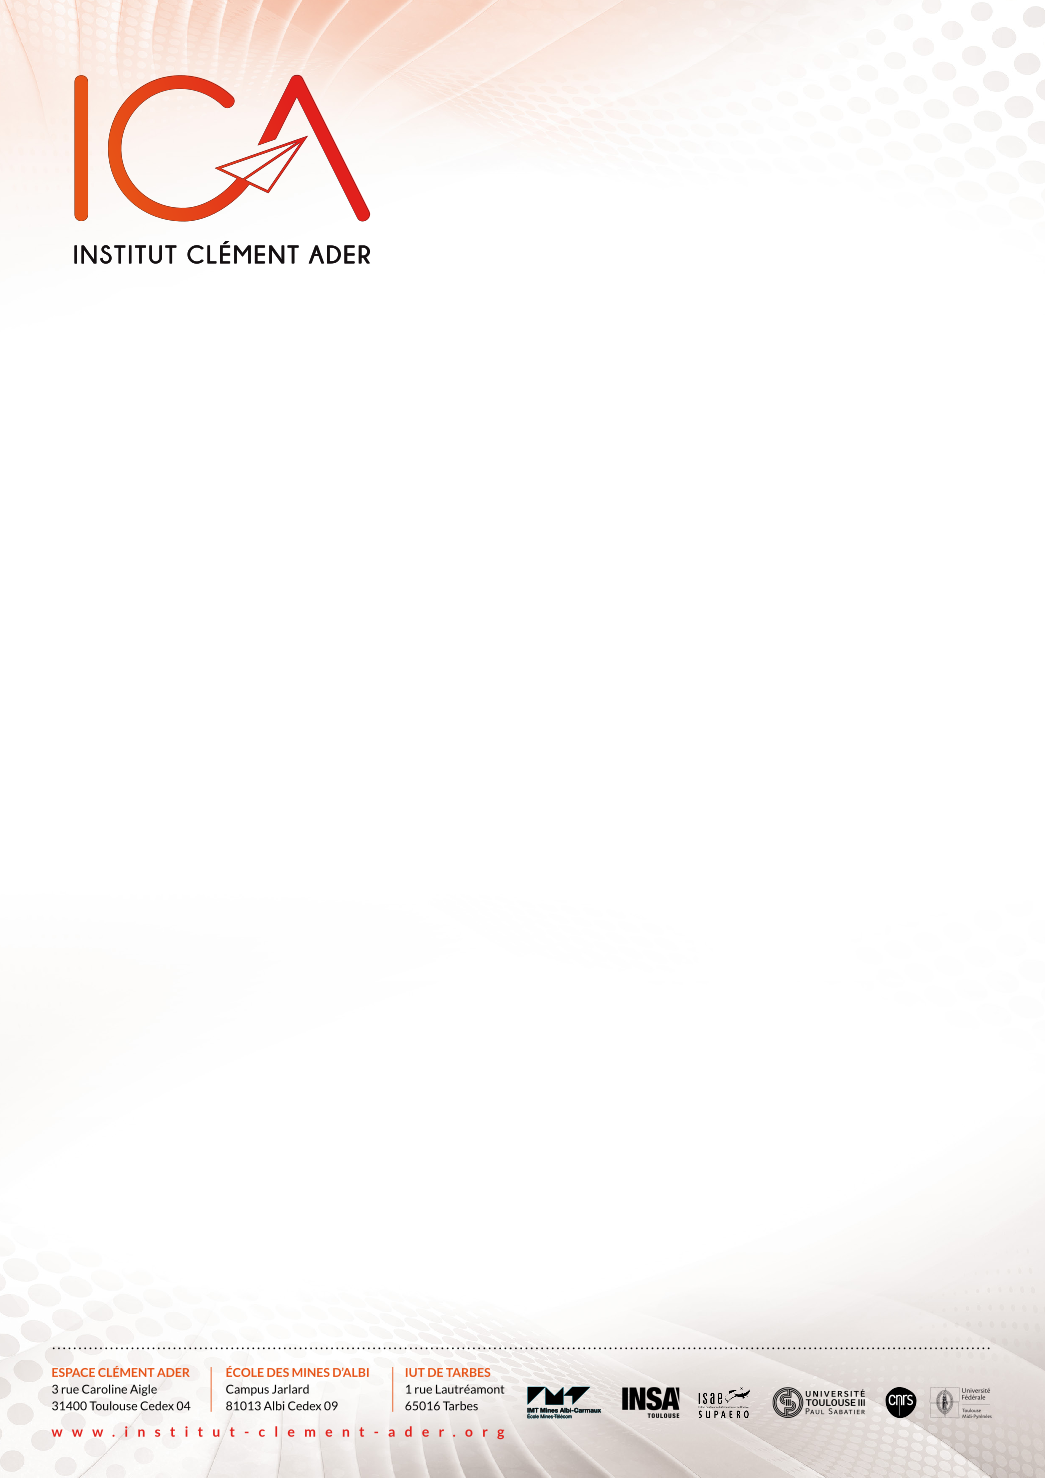 ICA
INSTITUT CLÉMENT ADER
ESPACE CLÉMENT ADER
3 rue Caroline Aigle
31400 Toulouse Cedex 04
ÉCOLE DES MINES D'ALBI
Campus Jarlard
81013 Albi Cedex 09
IUT DE TARBES
1 rue Lautréamont
65016 Tarbes
www.institut-clement-ader.org
IMT Mines Albi-Carmaux
École Mines-Télécom
INSA
TOULOUSE
isae
SUPAERO
UNIVERSITÉ
TOULOUSE III
PAUL SABATIER
cnrs
Université
Fédérale
Toulouse
Midi-Pyrénées